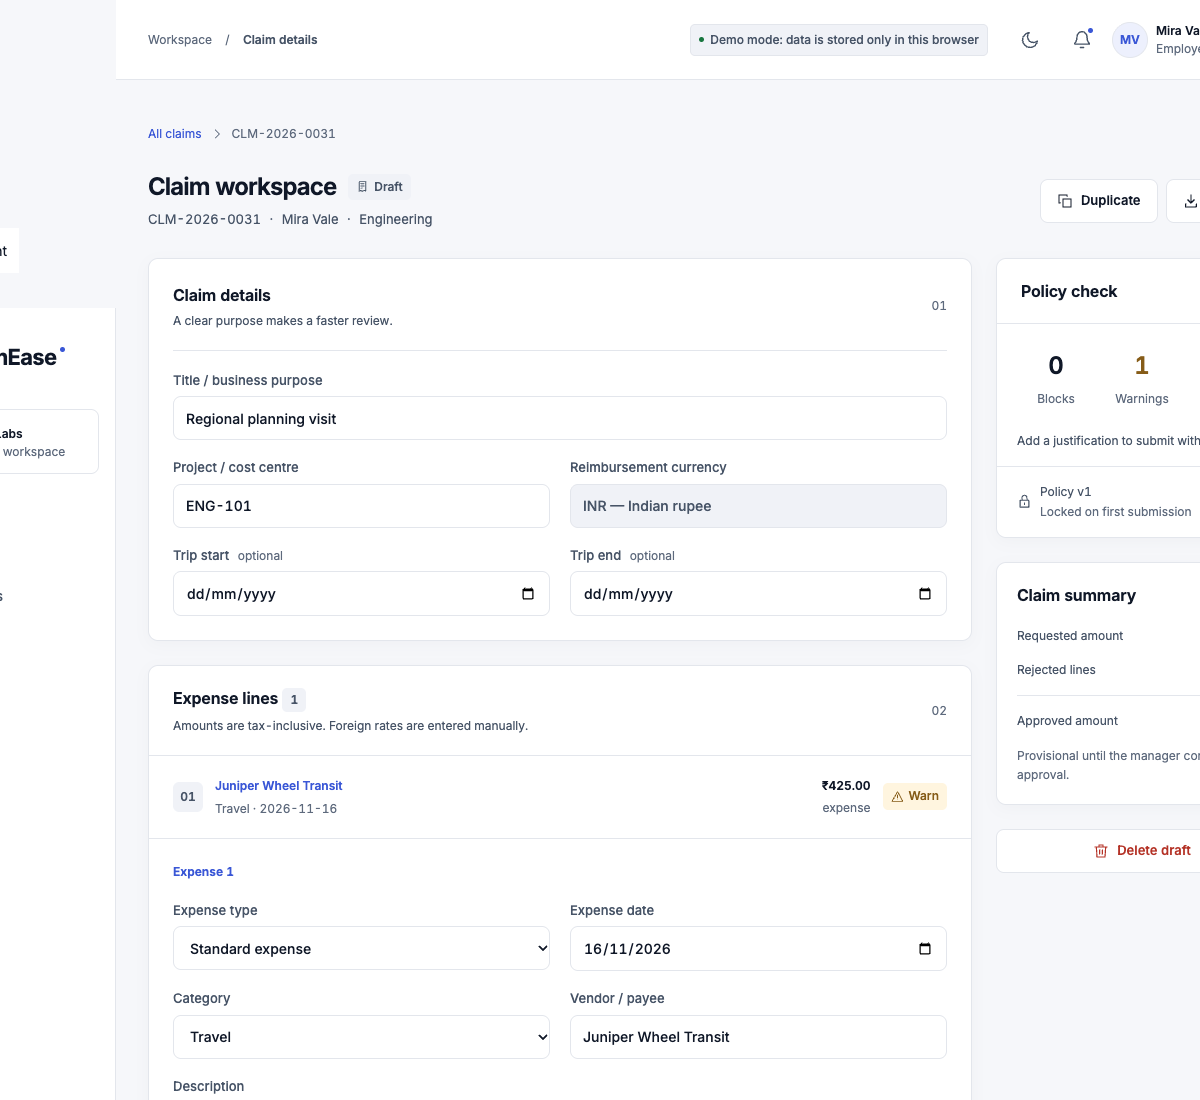 Workspace / Claim details
Demo mode: data is stored only in this browser
MV
Mira Va
Employe
All claims > CLM-2026-0031
Claim workspace
Draft
CLM-2026-0031 · Mira Vale · Engineering
Duplicate
nt
nEase
Labs
workspace
s
Claim details
A clear purpose makes a faster review.
01
Title / business purpose
Regional planning visit
Project / cost centre
Reimbursement currency
ENG-101
INR — Indian rupee
Trip start optional
Trip end optional
dd/mm/yyyy
dd/mm/yyyy
Expense lines 1
Amounts are tax-inclusive. Foreign rates are entered manually.
02
01
Juniper Wheel Transit
Travel · 2026-11-16
₹425.00
expense
Warn
Expense 1
Expense type
Expense date
Standard expense
16/11/2026
Category
Vendor / payee
Travel
Juniper Wheel Transit
Description
Policy check
0
1
Blocks
Warnings
Add a justification to submit with
Policy v1
Locked on first submission
Claim summary
Requested amount
Rejected lines
Approved amount
Provisional until the manager co
approval.
Delete draft